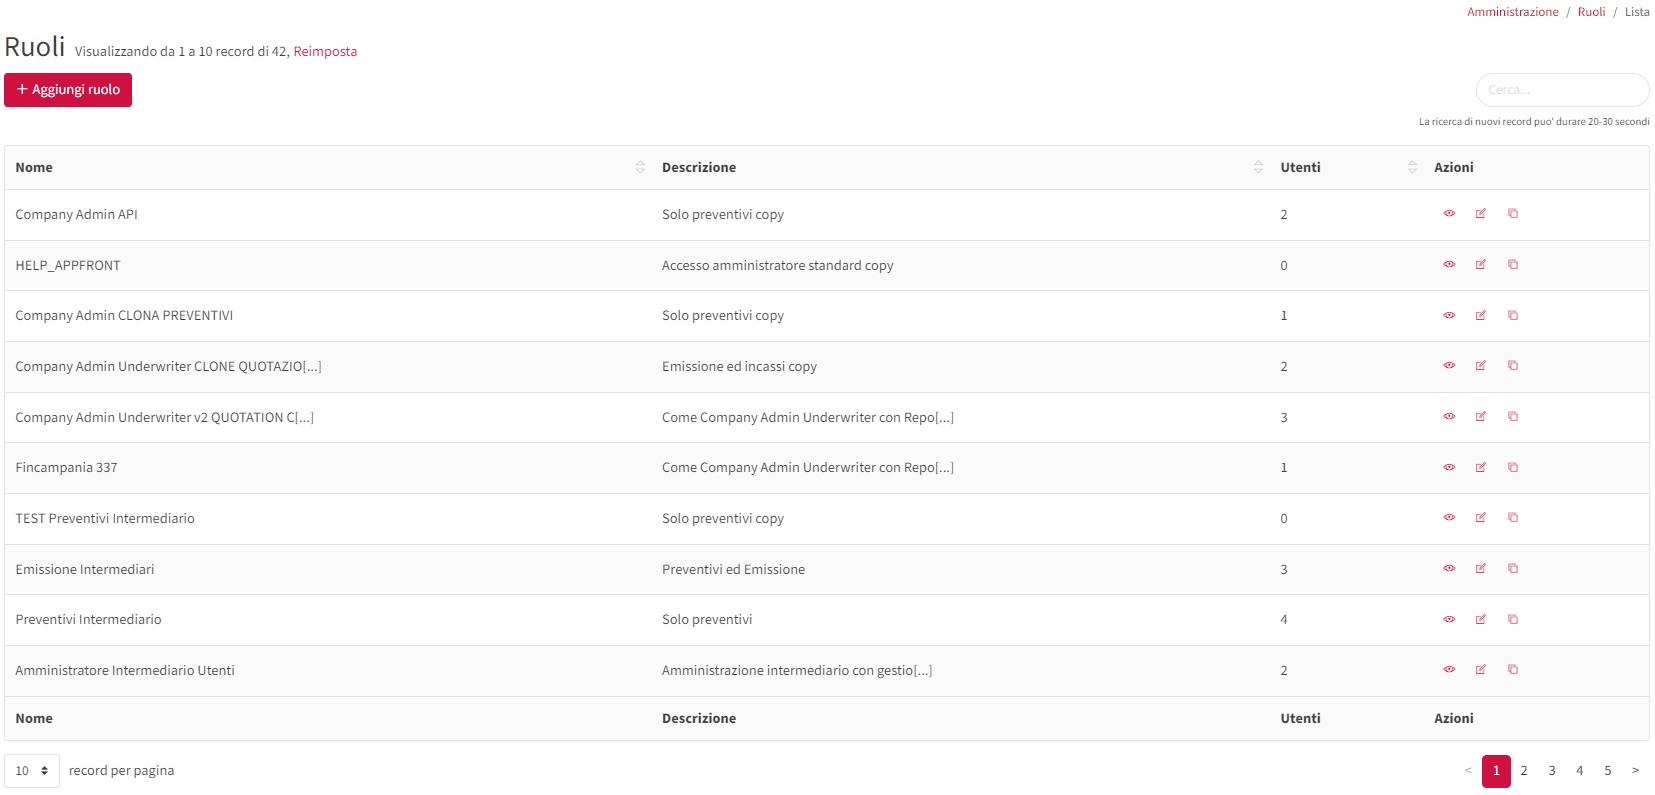 Amministrazione / Ruoli / Lista
Ruoli Visualizzando da 1 a 10 record di 42, Reimposta
+ Aggiungi ruolo
Cerca...
La ricerca di nuovi record puo' durare 20-30 secondi
Nome Descrizione Utenti Azioni
Company Admin API Solo preventivi copy 2
HELP_APPFRONT Accesso amministratore standard copy 0
Company Admin CLONA PREVENTIVI Solo preventivi copy 1
Company Admin Underwriter CLONE QUOTAZIO[...] Emissione ed incassi copy 2
Company Admin Underwriter v2 QUOTATION C[...] Come Company Admin Underwriter con Repo[...] 3
Fincampania 337 Come Company Admin Underwriter con Repo[...] 1
TEST Preventivi Intermediario Solo preventivi copy 0
Emissione Intermediari Preventivi ed Emissione 3
Preventivi Intermediario Solo preventivi 4
Amministratore Intermediario Utenti Amministrazione intermediario con gestio[...] 2
Nome Descrizione Utenti Azioni
10 record per pagina < 1 2 3 4 5 >